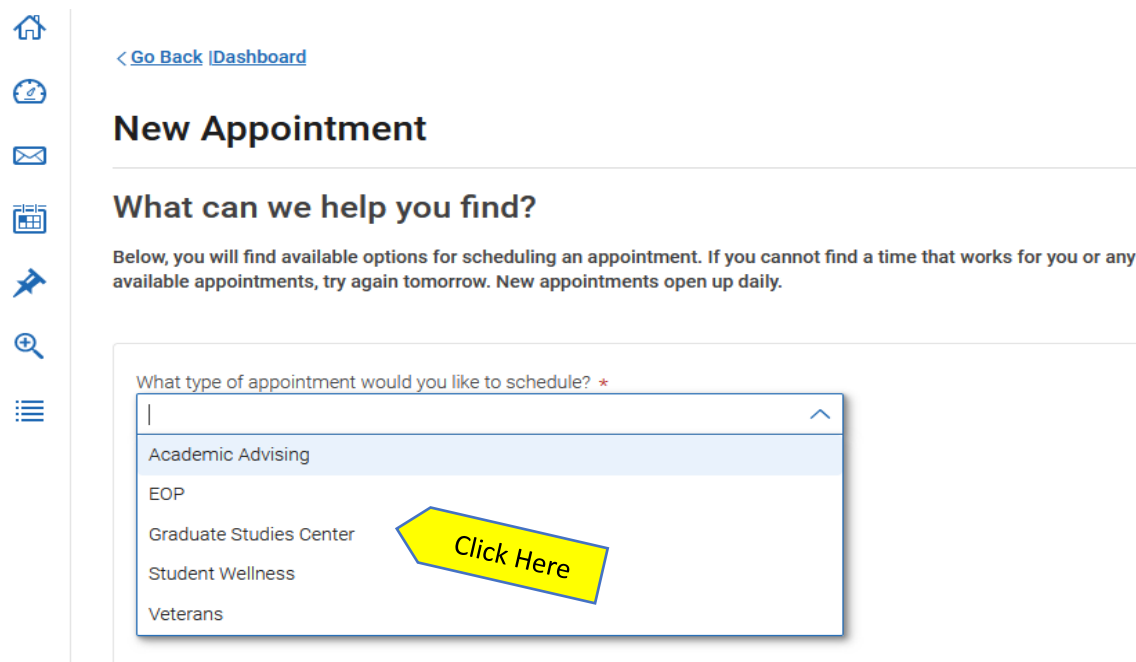 < Go Back |Dashboard
New Appointment
What can we help you find?
Below, you will find available options for scheduling an appointment. If you cannot find a time that works for you or any
available appointments, try again tomorrow. New appointments open up daily.
What type of appointment would you like to schedule? *
Academic Advising
EOP
Graduate Studies Center
Click Here
Student Wellness
Veterans